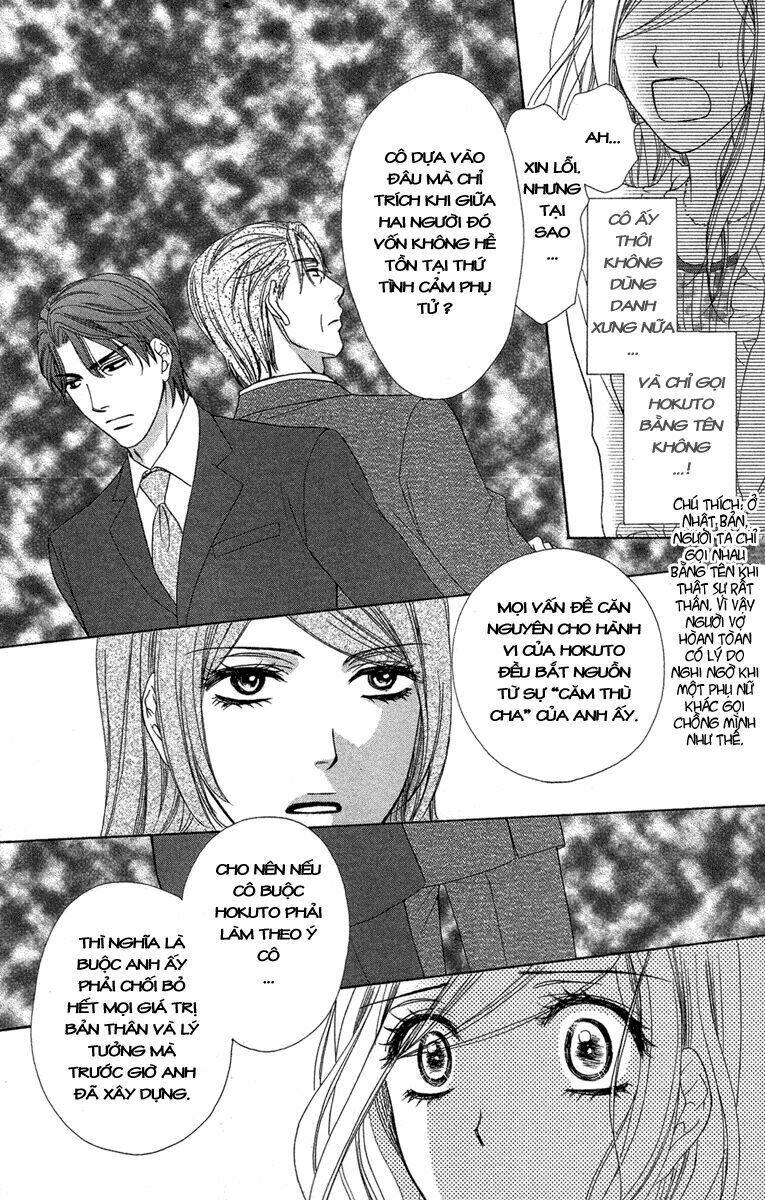 AH...
XIN LỖI,
NHƯNG
TẠI
SAO
...
CÔ ẤY
THÔI
KHÔNG
DÙNG
DANH
XƯNG NỮA
...
VÀ CHỈ GỌI
HOKUTO
BẰNG TÊN
KHÔNG
...!
CHÚ THÍCH: Ở
NHẬT BẢN,
NGƯỜI TA CHỈ
GỌI NHAU
BẰNG TÊN KHI
THẬT SỰ RẤT
THÂN. VÌ VẬY
NGƯỜI VỢ
HOÀN TOÀN
CÓ LÝ DO
NGHI NGỜ KHI
MỘT PHỤ NỮ
KHÁC GỌI
CHỒNG MÌNH
NHƯ THẾ.
CÔ DỰA VÀO
ĐÂU MÀ CHỈ
TRÍCH KHI GIỮA
HAI NGƯỜI ĐÓ
VỐN KHÔNG HỀ
TỒN TẠI THỨ
TÌNH CẢM PHỤ
TỬ ?
MỌI VẤN ĐỀ CĂN
NGUYÊN CHO HÀNH
VI CỦA HOKUTO
ĐỀU BẮT NGUỒN
TỪ SỰ "CĂM THÙ
CHA" CỦA ANH ẤY.
CHO NÊN NẾU
CÔ BUỘC
HOKUTO PHẢI
LÀM THEO Ý
CÔ
...
THÌ NGHĨA LÀ
BUỘC ANH ẤY
PHẢI CHỐI BỎ
HẾT MỌI GIÁ TRỊ
BẢN THÂN VÀ LÝ
TƯỞNG MÀ
TRƯỚC GIỜ ANH
ĐÃ XÂY DỰNG.